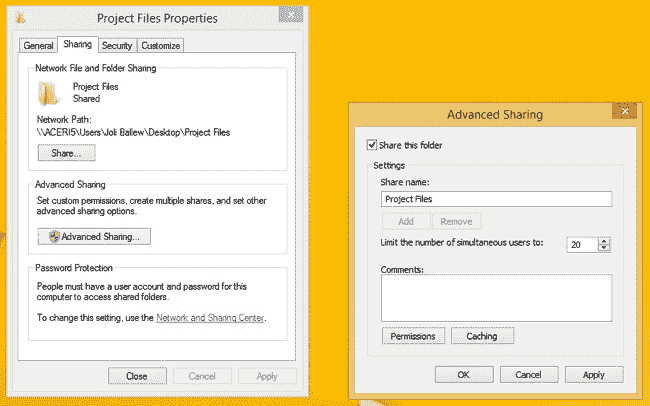 Project Files Properties
General Sharing Security Customize
Network File and Folder Sharing
Project Files
Shared
Network Path:
\\ACERI5\Users\Joli Ballew\Desktop\Project Files
Share...
Advanced Sharing
Set custom permissions, create multiple shares, and set other
advanced sharing options.
Advanced Sharing...
Password Protection
People must have a user account and password for this
computer to access shared folders.
To change this setting, use the Network and Sharing Center.
Close Cancel Apply
Advanced Sharing
Share this folder
Settings
Share name:
Project Files
Add Remove
Limit the number of simultaneous users to: 20
Comments:
Permissions Caching
OK Cancel Apply